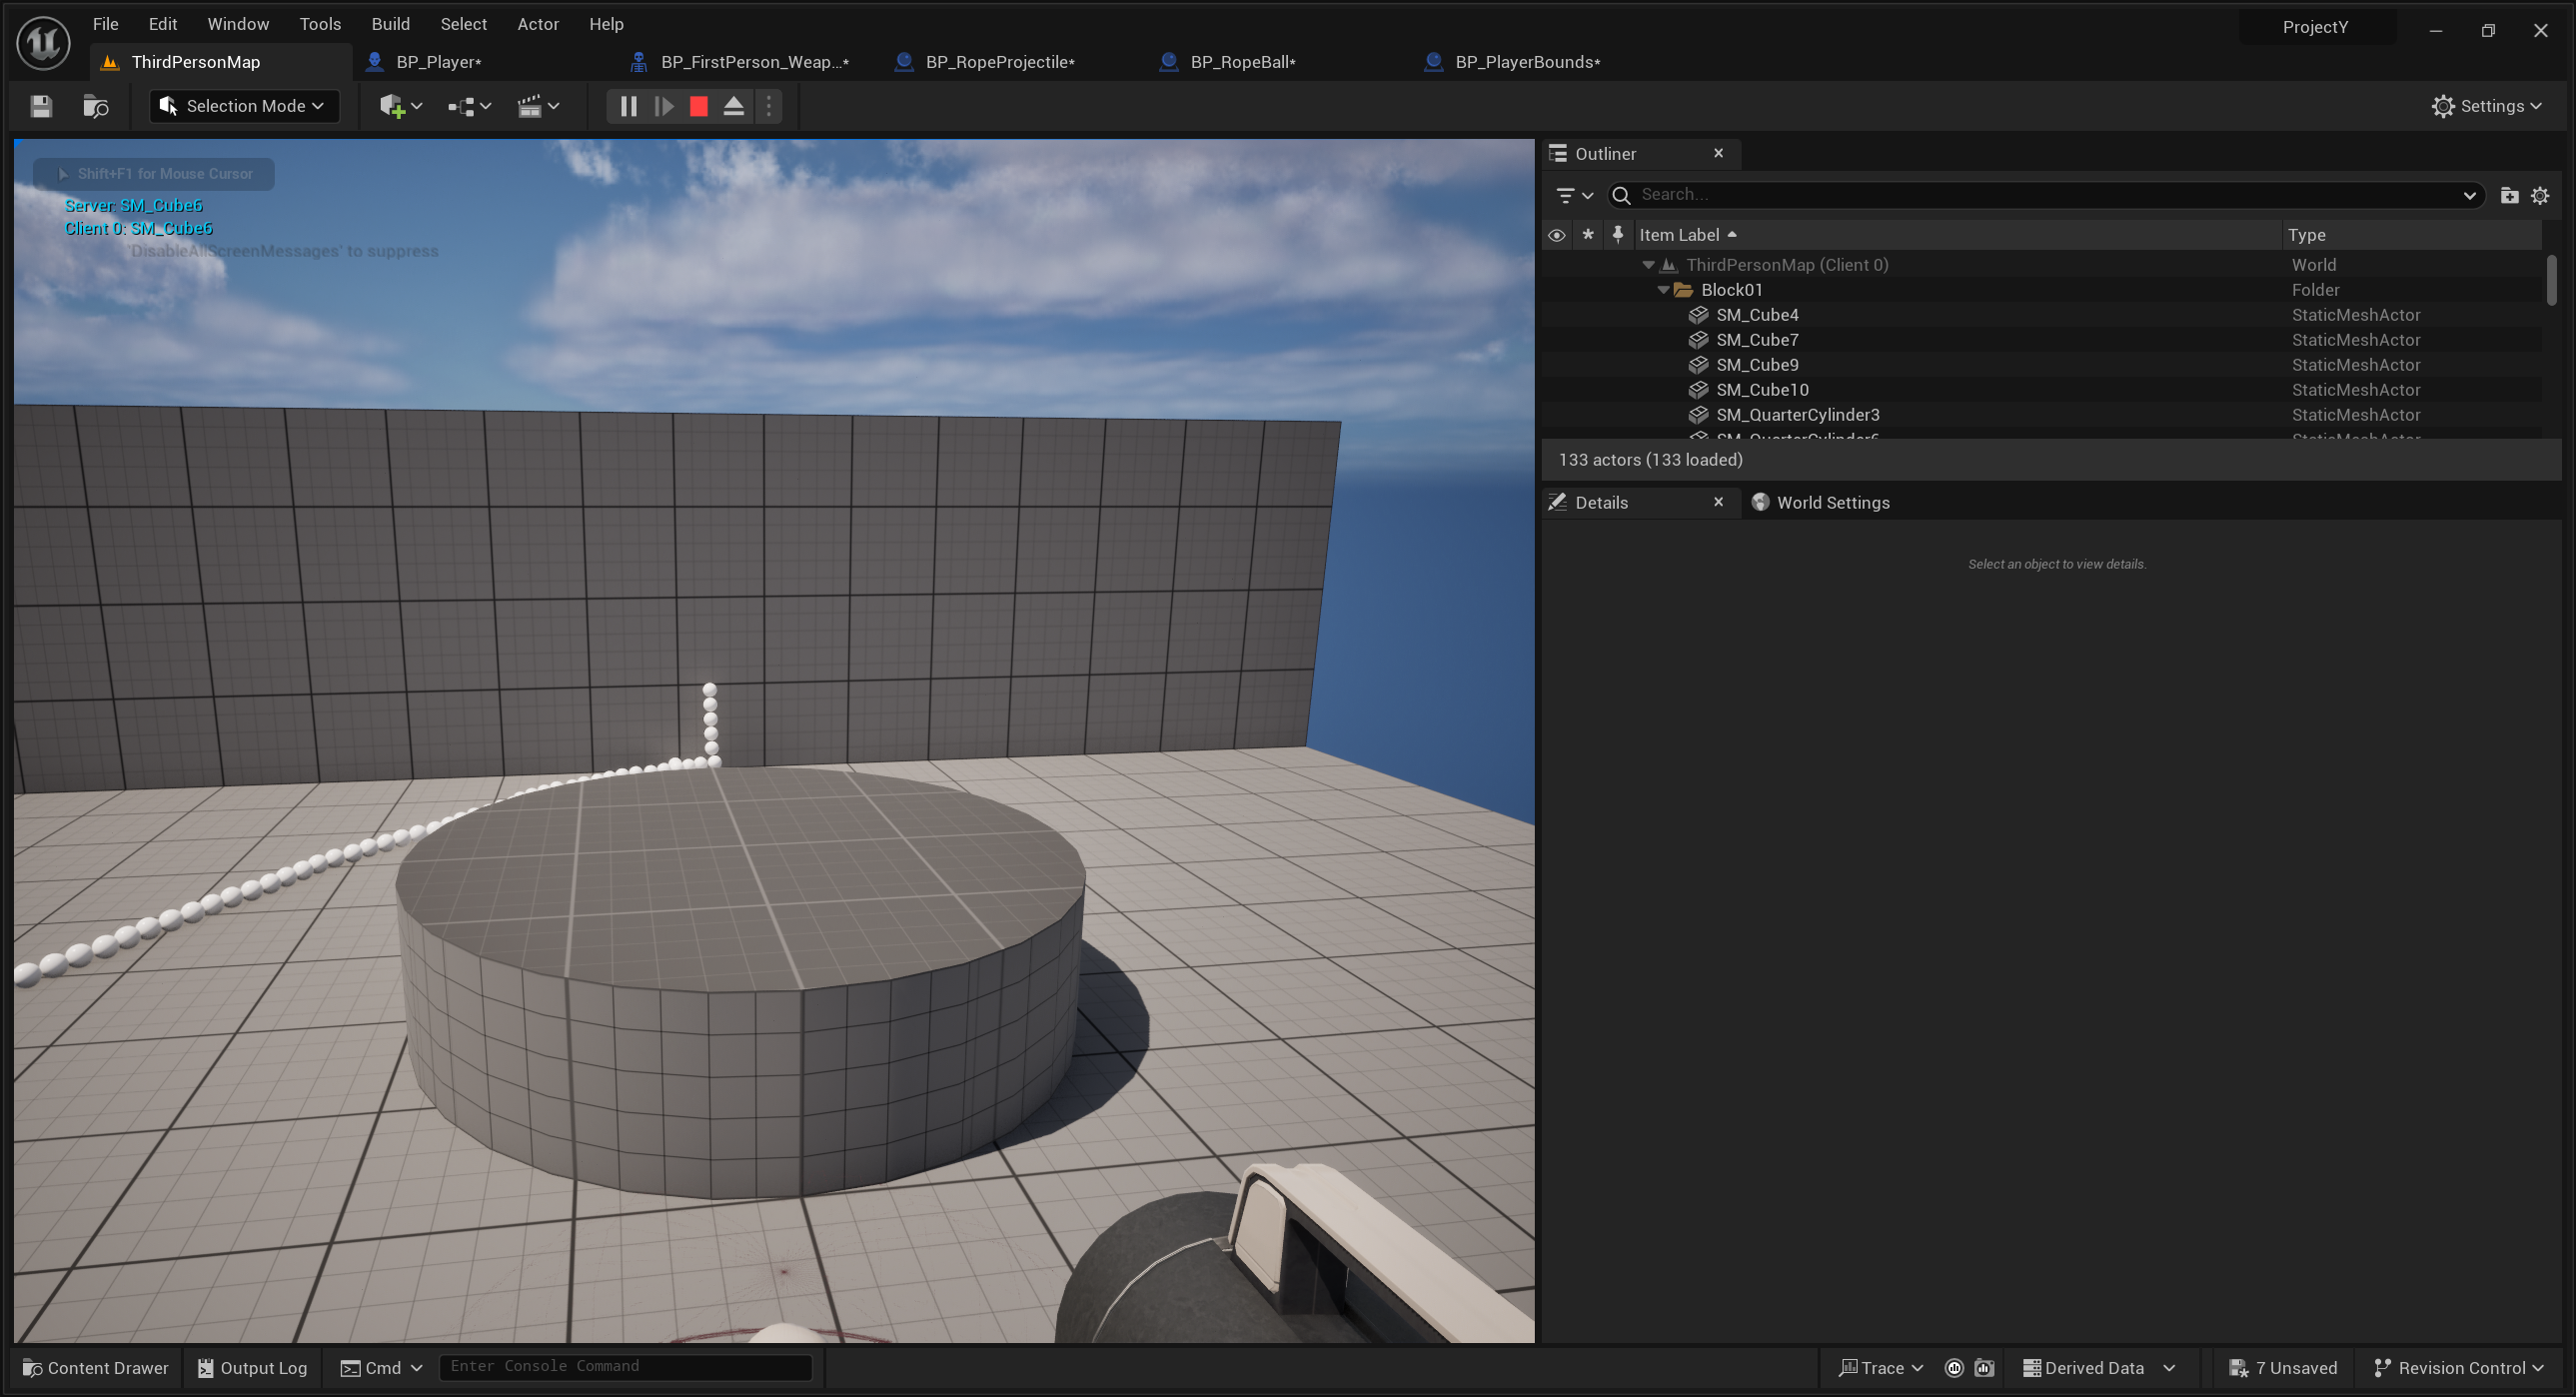 File Edit Window Tools Build Select Actor Help
ProjectY
ThirdPersonMap BP_Player* BP_FirstPerson_Weap...* BP_RopeProjectile* BP_RopeBall* BP_PlayerBounds*
Selection Mode Settings
Shift+F1 for Mouse Cursor
Server: SM_Cube6
Client 0: SM_Cube6
'DisableAllScreenMessages' to suppress
Outliner
Search...
Item Label Type
ThirdPersonMap (Client 0) World
Block01 Folder
SM_Cube4 StaticMeshActor
SM_Cube7 StaticMeshActor
SM_Cube9 StaticMeshActor
SM_Cube10 StaticMeshActor
SM_QuarterCylinder3 StaticMeshActor
SM_QuarterCylinder6 StaticMeshActor
133 actors (133 loaded)
Details World Settings
Select an object to view details.
Content Drawer Output Log Cmd Enter Console Command Trace Derived Data 7 Unsaved Revision Control